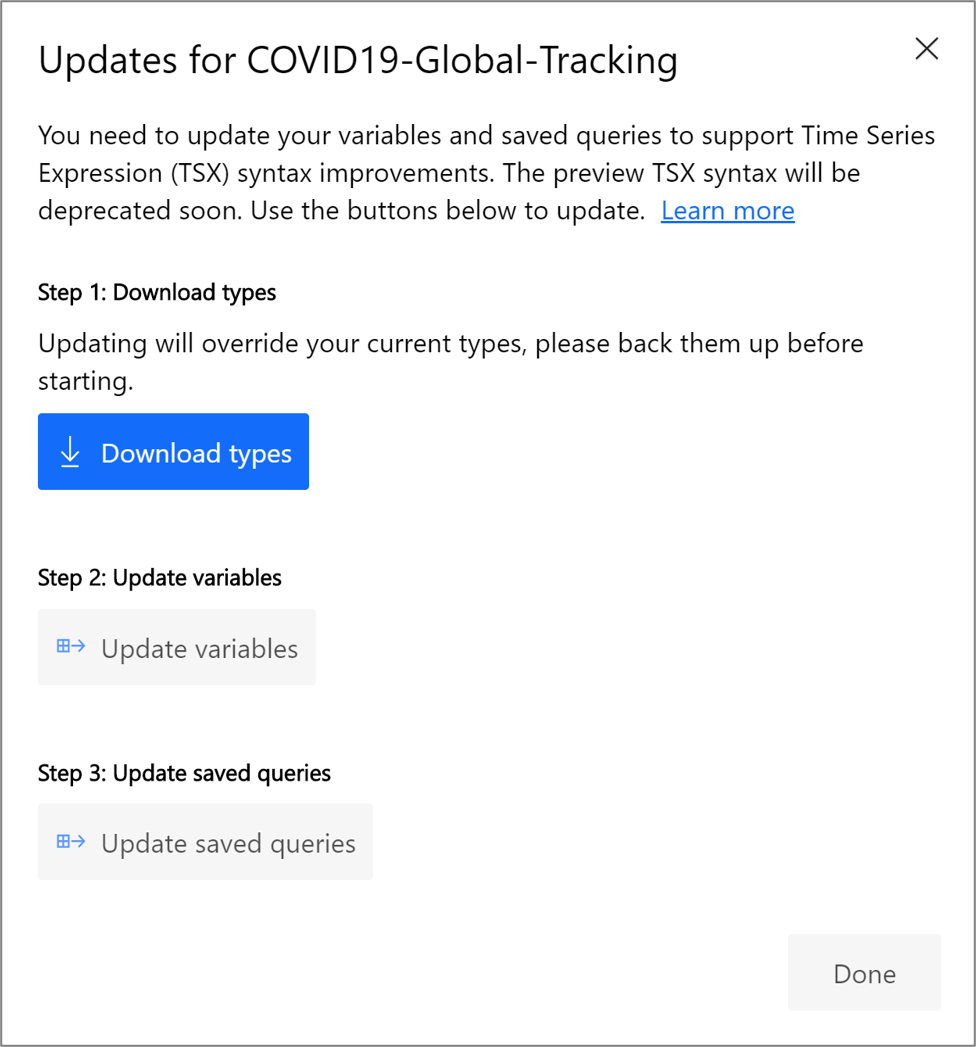 Updates for COVID19-Global-Tracking
You need to update your variables and saved queries to support Time Series
Expression (TSX) syntax improvements. The preview TSX syntax will be
deprecated soon. Use the buttons below to update. Learn more
Step 1: Download types
Updating will override your current types, please back them up before
starting.
Download types
Step 2: Update variables
Update variables
Step 3: Update saved queries
Update saved queries
Done